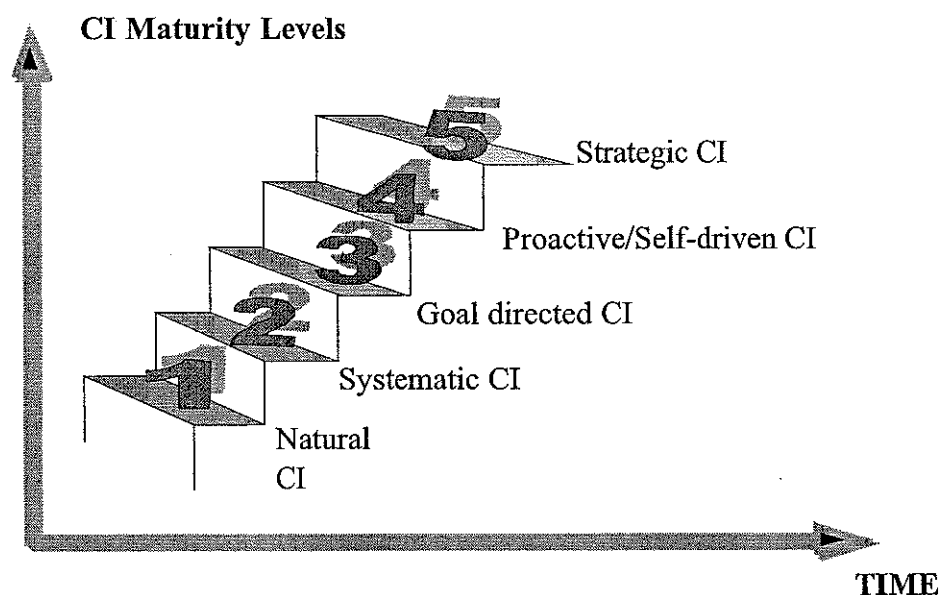 CI Maturity Levels
5
Strategic CI
4
Proactive/Self-driven CI
3
Goal directed CI
2
Systematic CI
1
Natural
CI
TIME